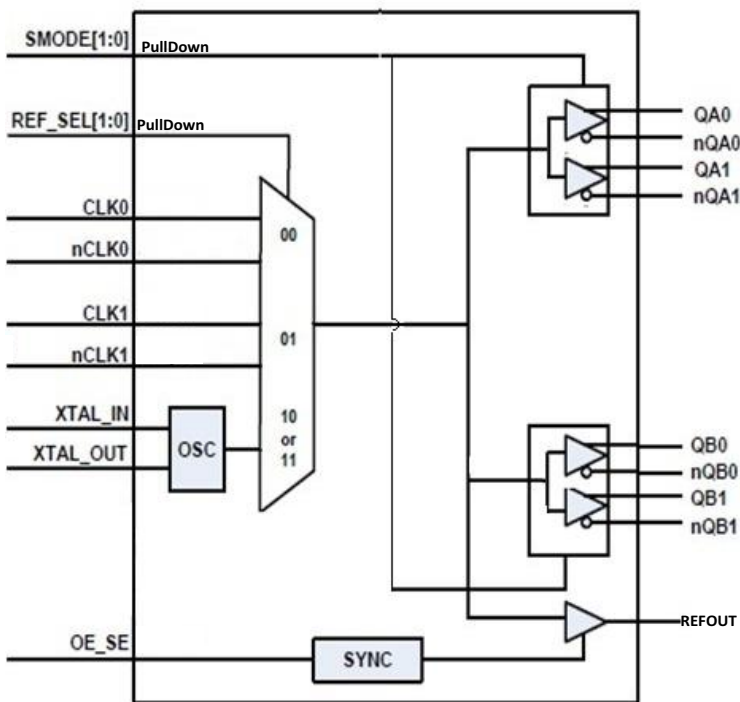 SMODE[1:0]
PullDown
REF_SEL[1:0]
PullDown
CLK0
nCLK0
CLK1
nCLK1
XTAL_IN
XTAL_OUT
OSC
00
01
10
or
11
OE_SE
SYNC
QA0
nQA0
QA1
nQA1
QB0
nQB0
QB1
nQB1
REFOUT